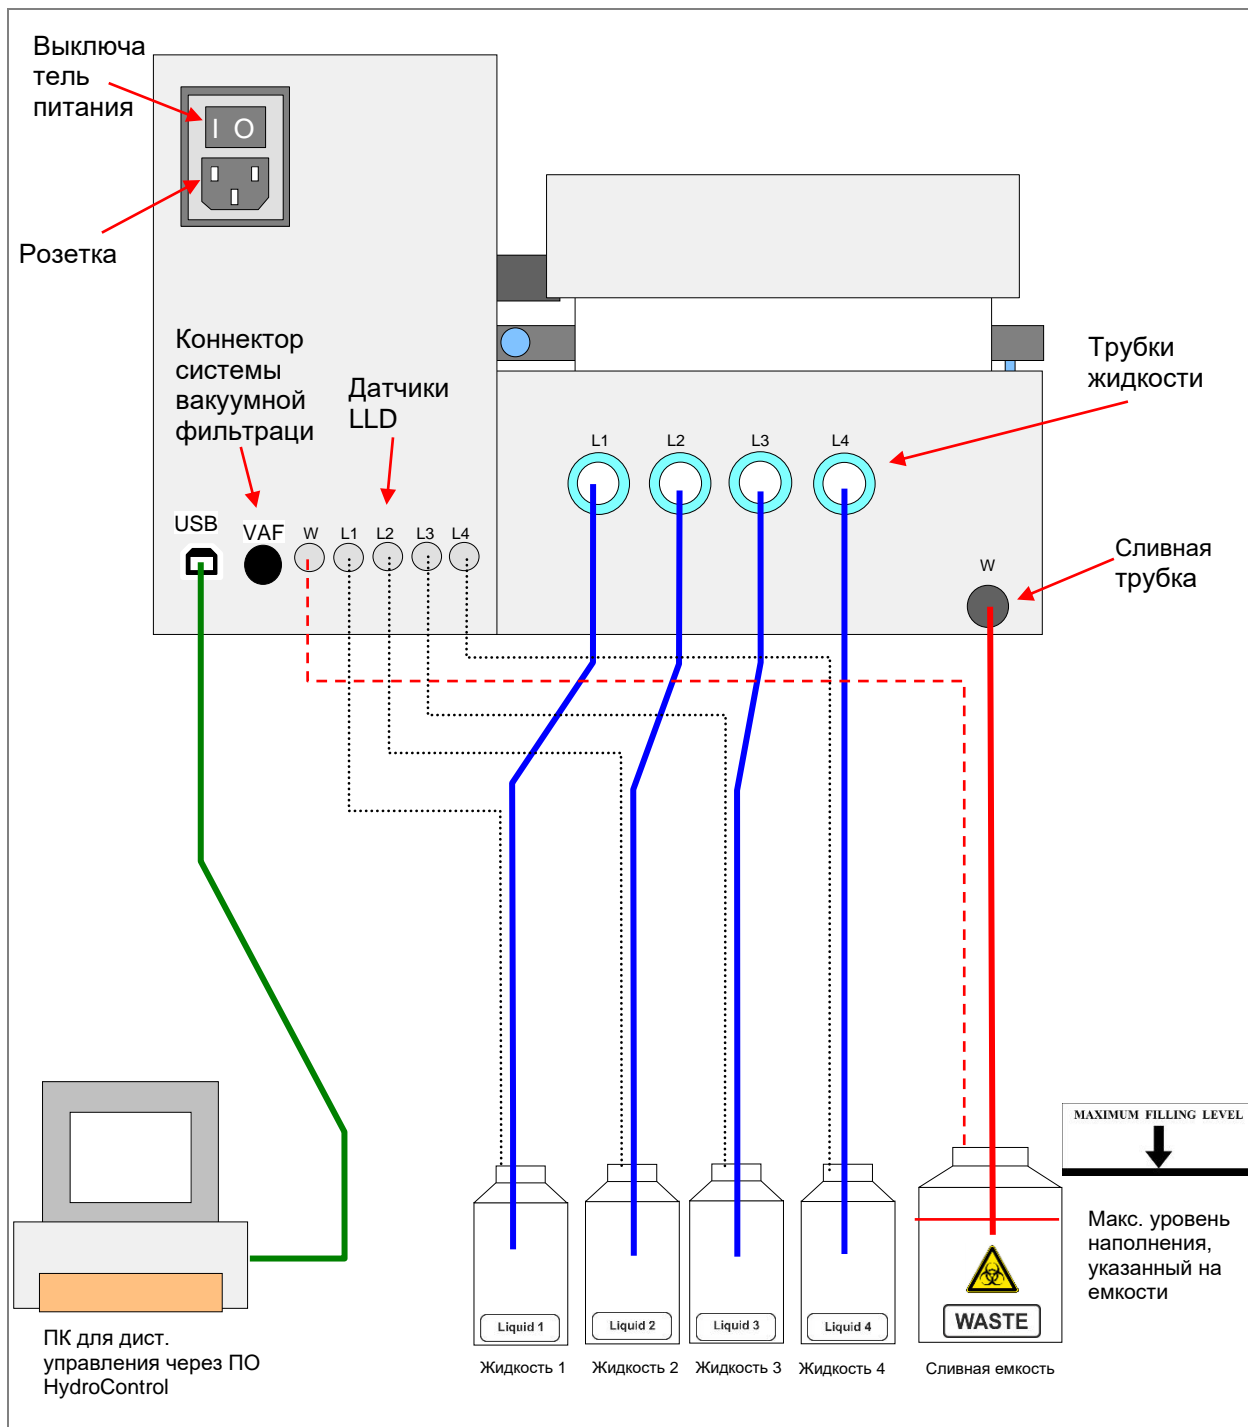 Выключа
тель
питания
I O
Розетка
Коннектор
системы
вакуумной
фильтраци
Датчики
LLD
Трубки
жидкости
L1 L2 L3 L4
USB VAF W L1 L2 L3 L4
W
Сливная
трубка
MAXIMUM FILLING LEVEL
Макс. уровень
наполнения,
указанный на
емкости
Liquid 1 Liquid 2 Liquid 3 Liquid 4 WASTE
Жидкость 1 Жидкость 2 Жидкость 3 Жидкость 4 Сливная емкость
ПК для дист.
управления через ПО
HydroControl